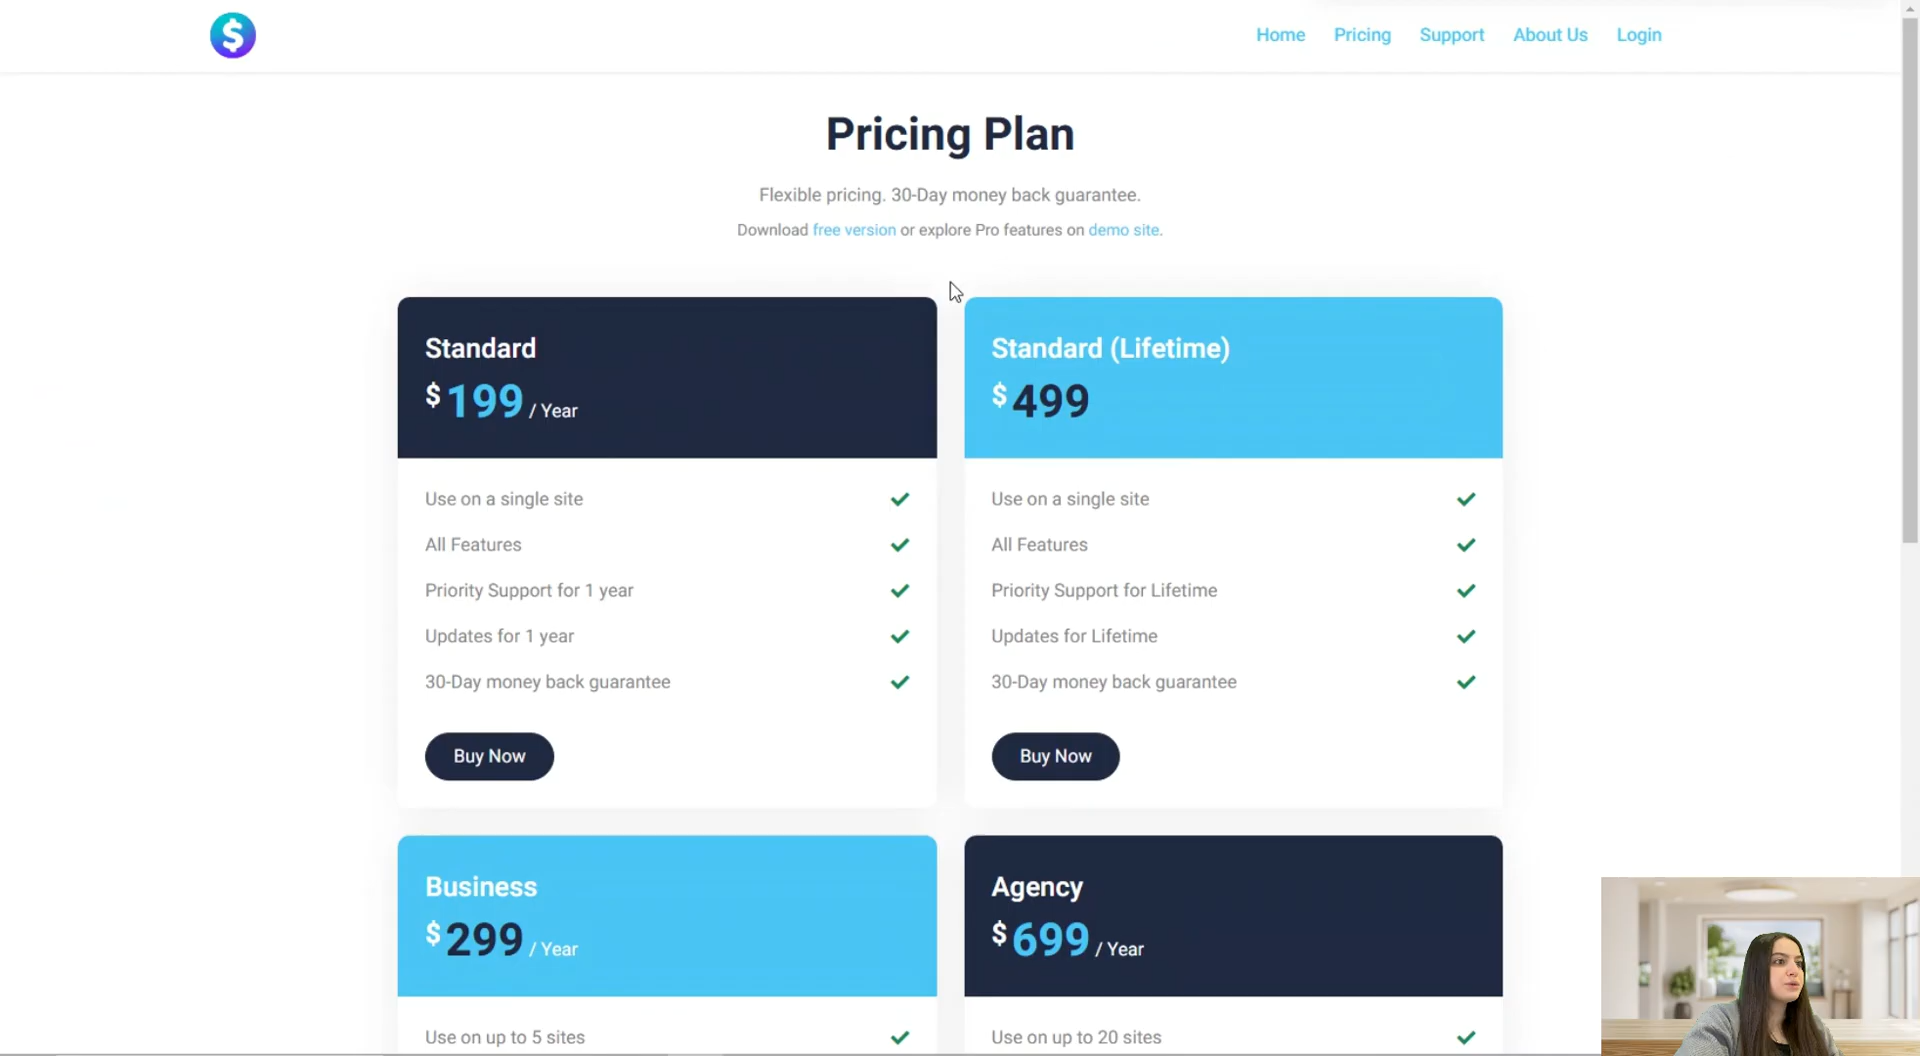 $
Home Pricing Support About Us Login
Pricing Plan
Flexible pricing. 30-Day money back guarantee.
Download free version or explore Pro features on demo site.
Standard
$199 / Year
Use on a single site
All Features
Priority Support for 1 year
Updates for 1 year
30-Day money back guarantee
Buy Now
Standard (Lifetime)
$499
Use on a single site
All Features
Priority Support for Lifetime
Updates for Lifetime
30-Day money back guarantee
Buy Now
Business
$299 / Year
Use on up to 5 sites
Agency
$699 / Year
Use on up to 20 sites